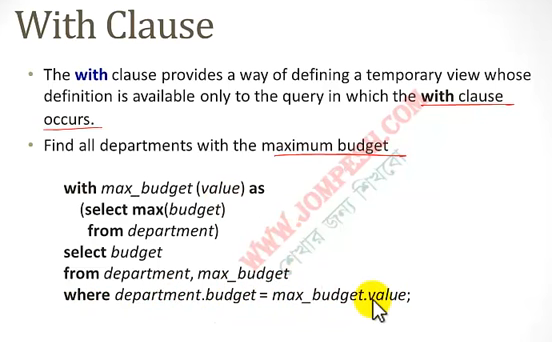 With Clause
• The with clause provides a way of defining a temporary view whose
definition is available only to the query in which the with clause
occurs.
• Find all departments with the maximum budget
with max_budget (value) as
(select max(budget)
from department)
select budget
from department, max_budget
where department.budget = max_budget.value;
WWW.JOMPESH.COM
শেখার জন্য শিখবো